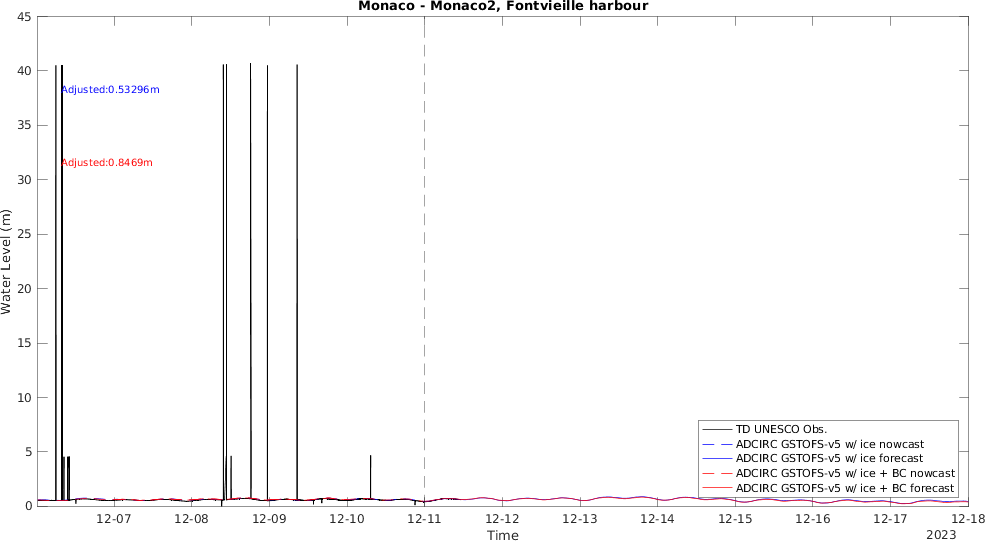 Monaco - Monaco2, Fontvieille harbour
45
40
35
30
25
20
15
10
5
0
Water Level (m)
Adjusted:0.53296m
Adjusted:0.8469m
TD UNESCO Obs.
ADCIRC GSTOFS-v5 w/ ice nowcast
ADCIRC GSTOFS-v5 w/ ice forecast
ADCIRC GSTOFS-v5 w/ ice + BC nowcast
ADCIRC GSTOFS-v5 w/ ice + BC forecast
12-07 12-08 12-09 12-10 12-11 12-12 12-13 12-14 12-15 12-16 12-17 12-18
Time
2023